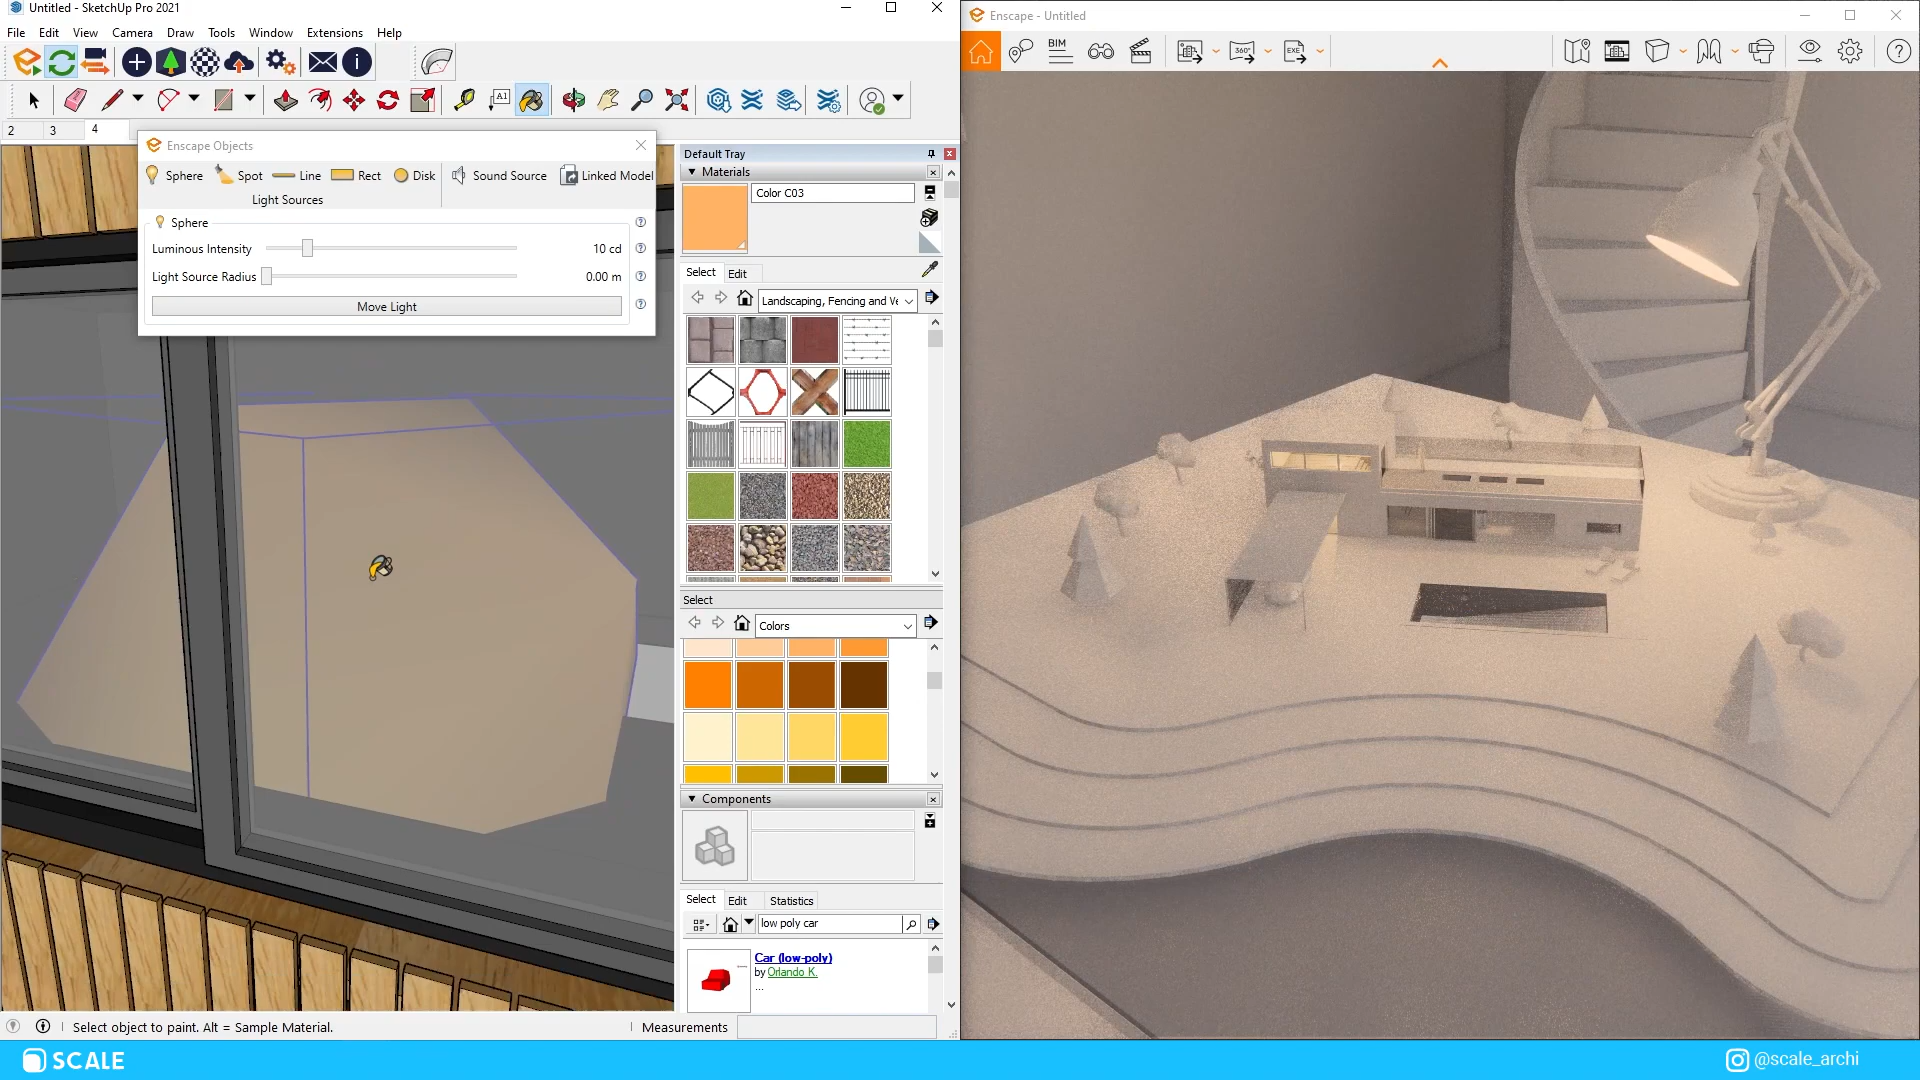 Untitled - SketchUp Pro 2021
File Edit View Camera Draw Tools Window Extensions Help
A1
2 3 4
Enscape Objects
Sphere Spot Line Rect Disk Sound Source Linked Model
Light Sources
Sphere
Luminous Intensity 10 cd
Light Source Radius 0.00 m
Move Light
Default Tray
Materials
Color C03
Select Edit
Landscaping, Fencing and Ve
Select
Colors
Components
Select Edit Statistics
low poly car
Car (low-poly)
by Orlando K.
...
Select object to paint. Alt = Sample Material.
Measurements
Enscape - Untitled
BIM
360°
EXE
SCALE
@scale_archi